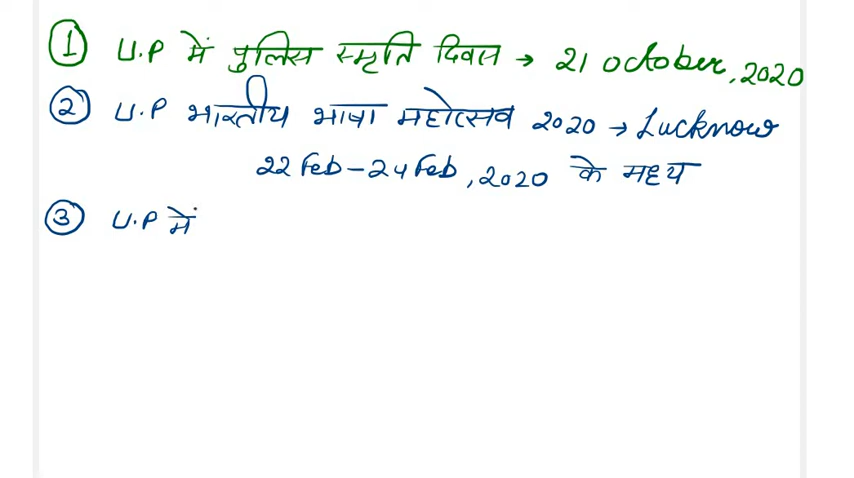 ① U.P में पुलिस स्मृति दिवस → 21 october, 2020
② U.P भारतीय भाषा महोत्सव 2020 → Lucknow
22 Feb - 24 Feb, 2020 के मध्य
③ U.P में